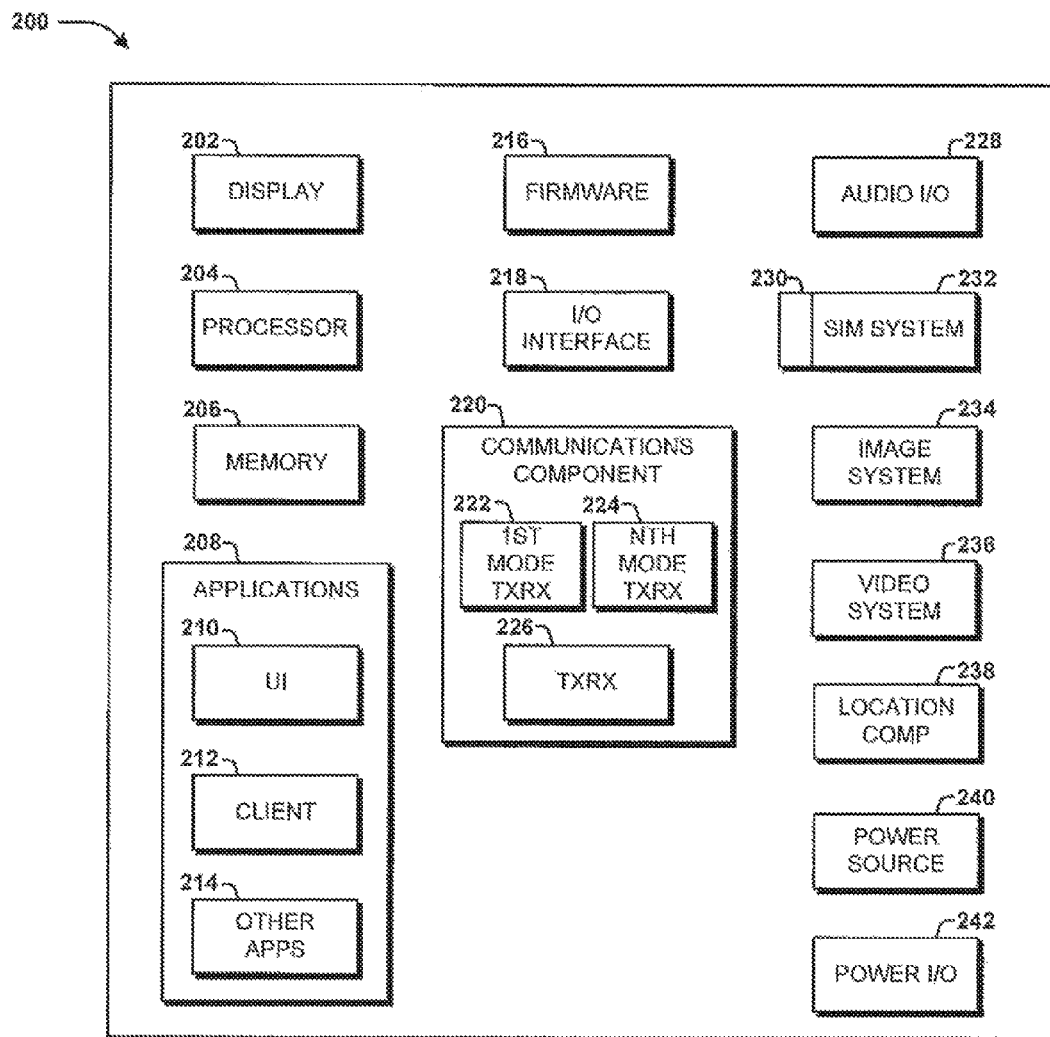 200
202
DISPLAY
204
PROCESSOR
206
MEMORY
208
APPLICATIONS
210
UI
212
CLIENT
214
OTHER
APPS
216
FIRMWARE
218
I/O
INTERFACE
220
COMMUNICATIONS
COMPONENT
222
1ST
MODE
TXRX
224
NTH
MODE
TXRX
226
TXRX
228
AUDIO I/O
230
232
SIM SYSTEM
234
IMAGE
SYSTEM
236
VIDEO
SYSTEM
238
LOCATION
COMP
240
POWER
SOURCE
242
POWER I/O